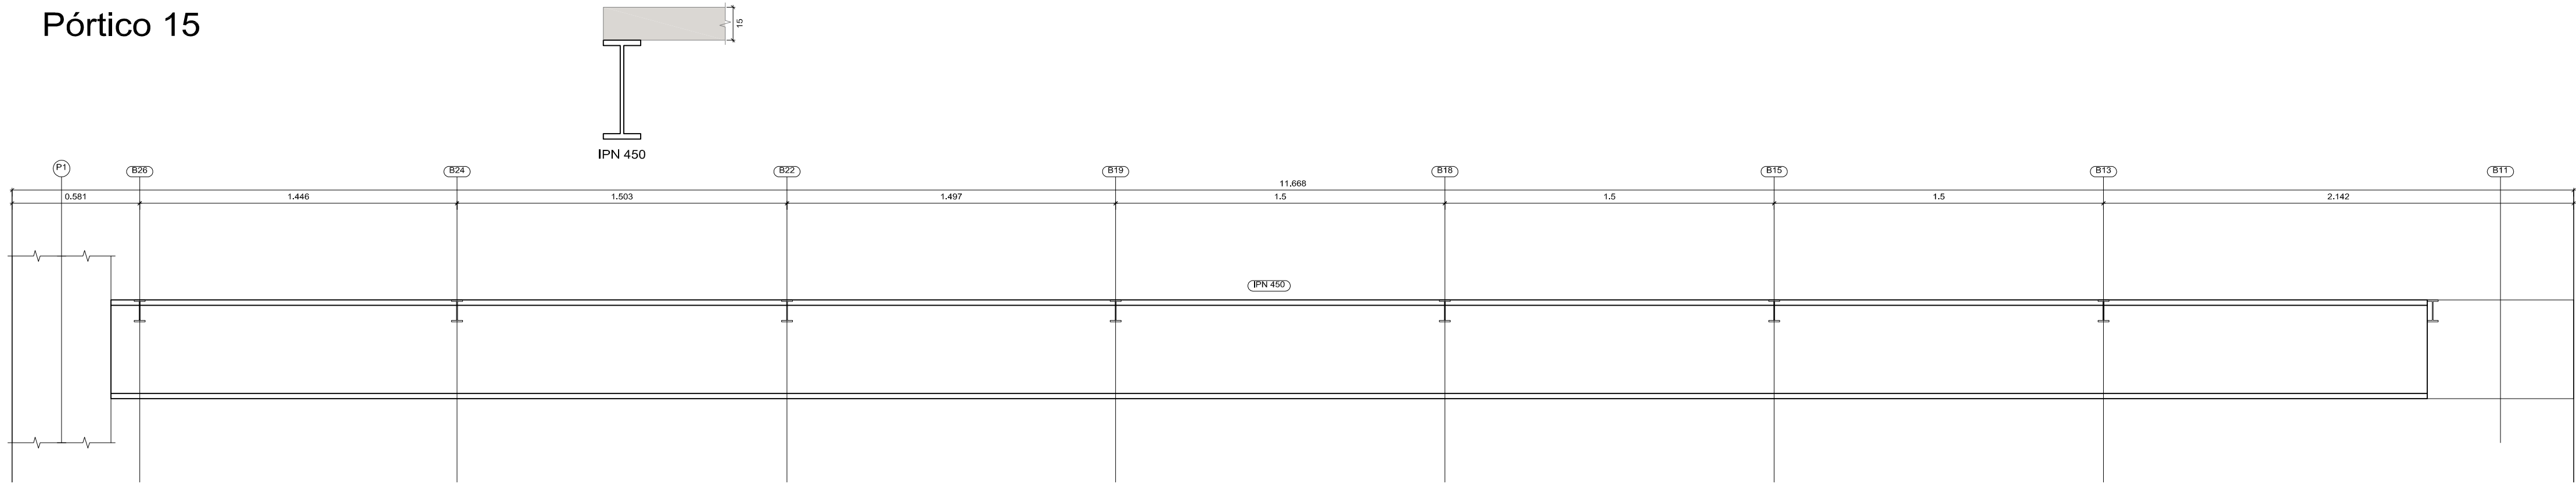 Pórtico 15
15
IPN 450
P1 B26 B24 B22 B19 B18 B15 B13 B11
11.668
0.581 1.446 1.503 1.497 1.5 1.5 1.5 2.142
IPN 450